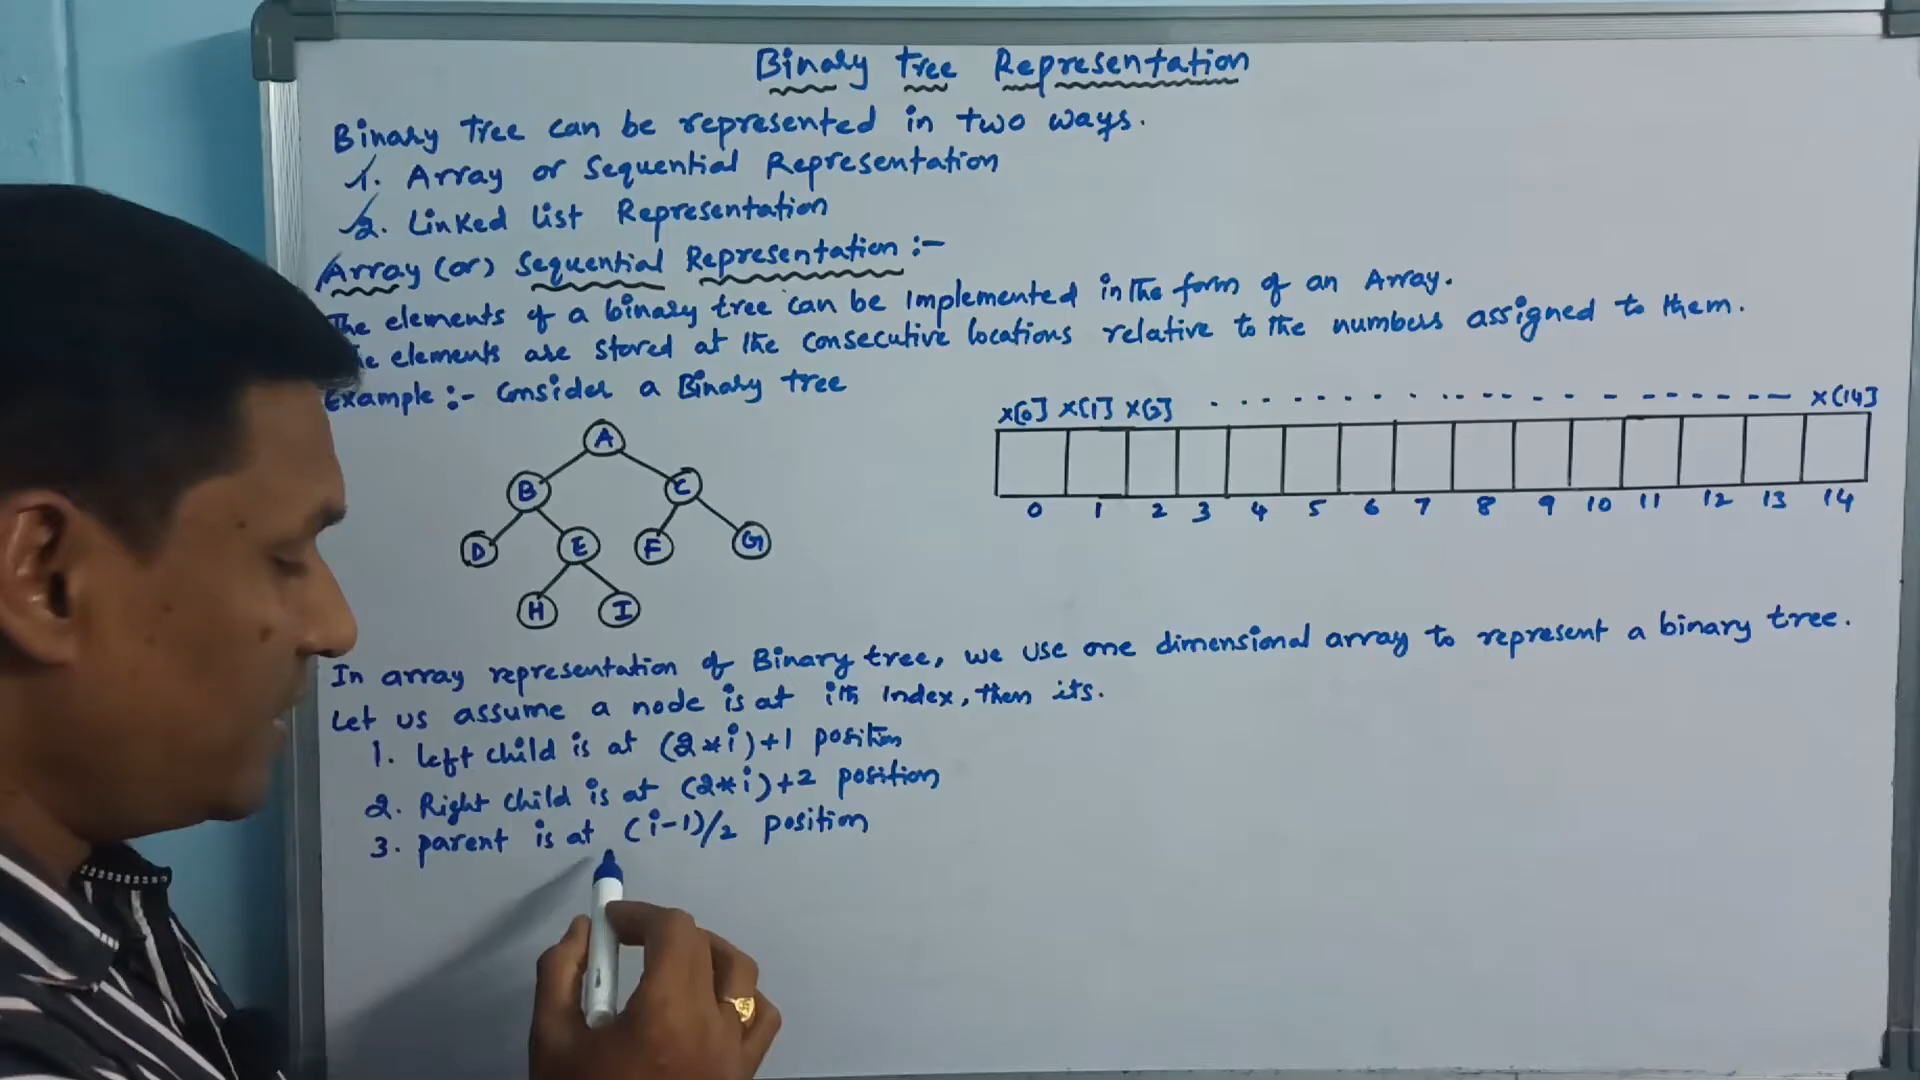 Binary Tree Representation
Binary Tree can be represented in two ways.
1. Array or Sequential Representation
2. Linked list Representation
Array (or) Sequential Representation :-
The elements of a binary tree can be implemented in the form of an Array.
The elements are stored at the consecutive locations relative to the numbers assigned to them.
Example :- Consider a Binary tree
x[0] x[1] x[2] x[14]
A
B C
D E F G
H I
0 1 2 3 4 5 6 7 8 9 10 11 12 13 14
In array representation of Binary tree, we use one dimensional array to represent a binary tree.
Let us assume a node is at ith index, then its.
1. Left child is at (2*i)+1 position
2. Right child is at (2*i)+2 position
3. parent is at (i-1)/2 position